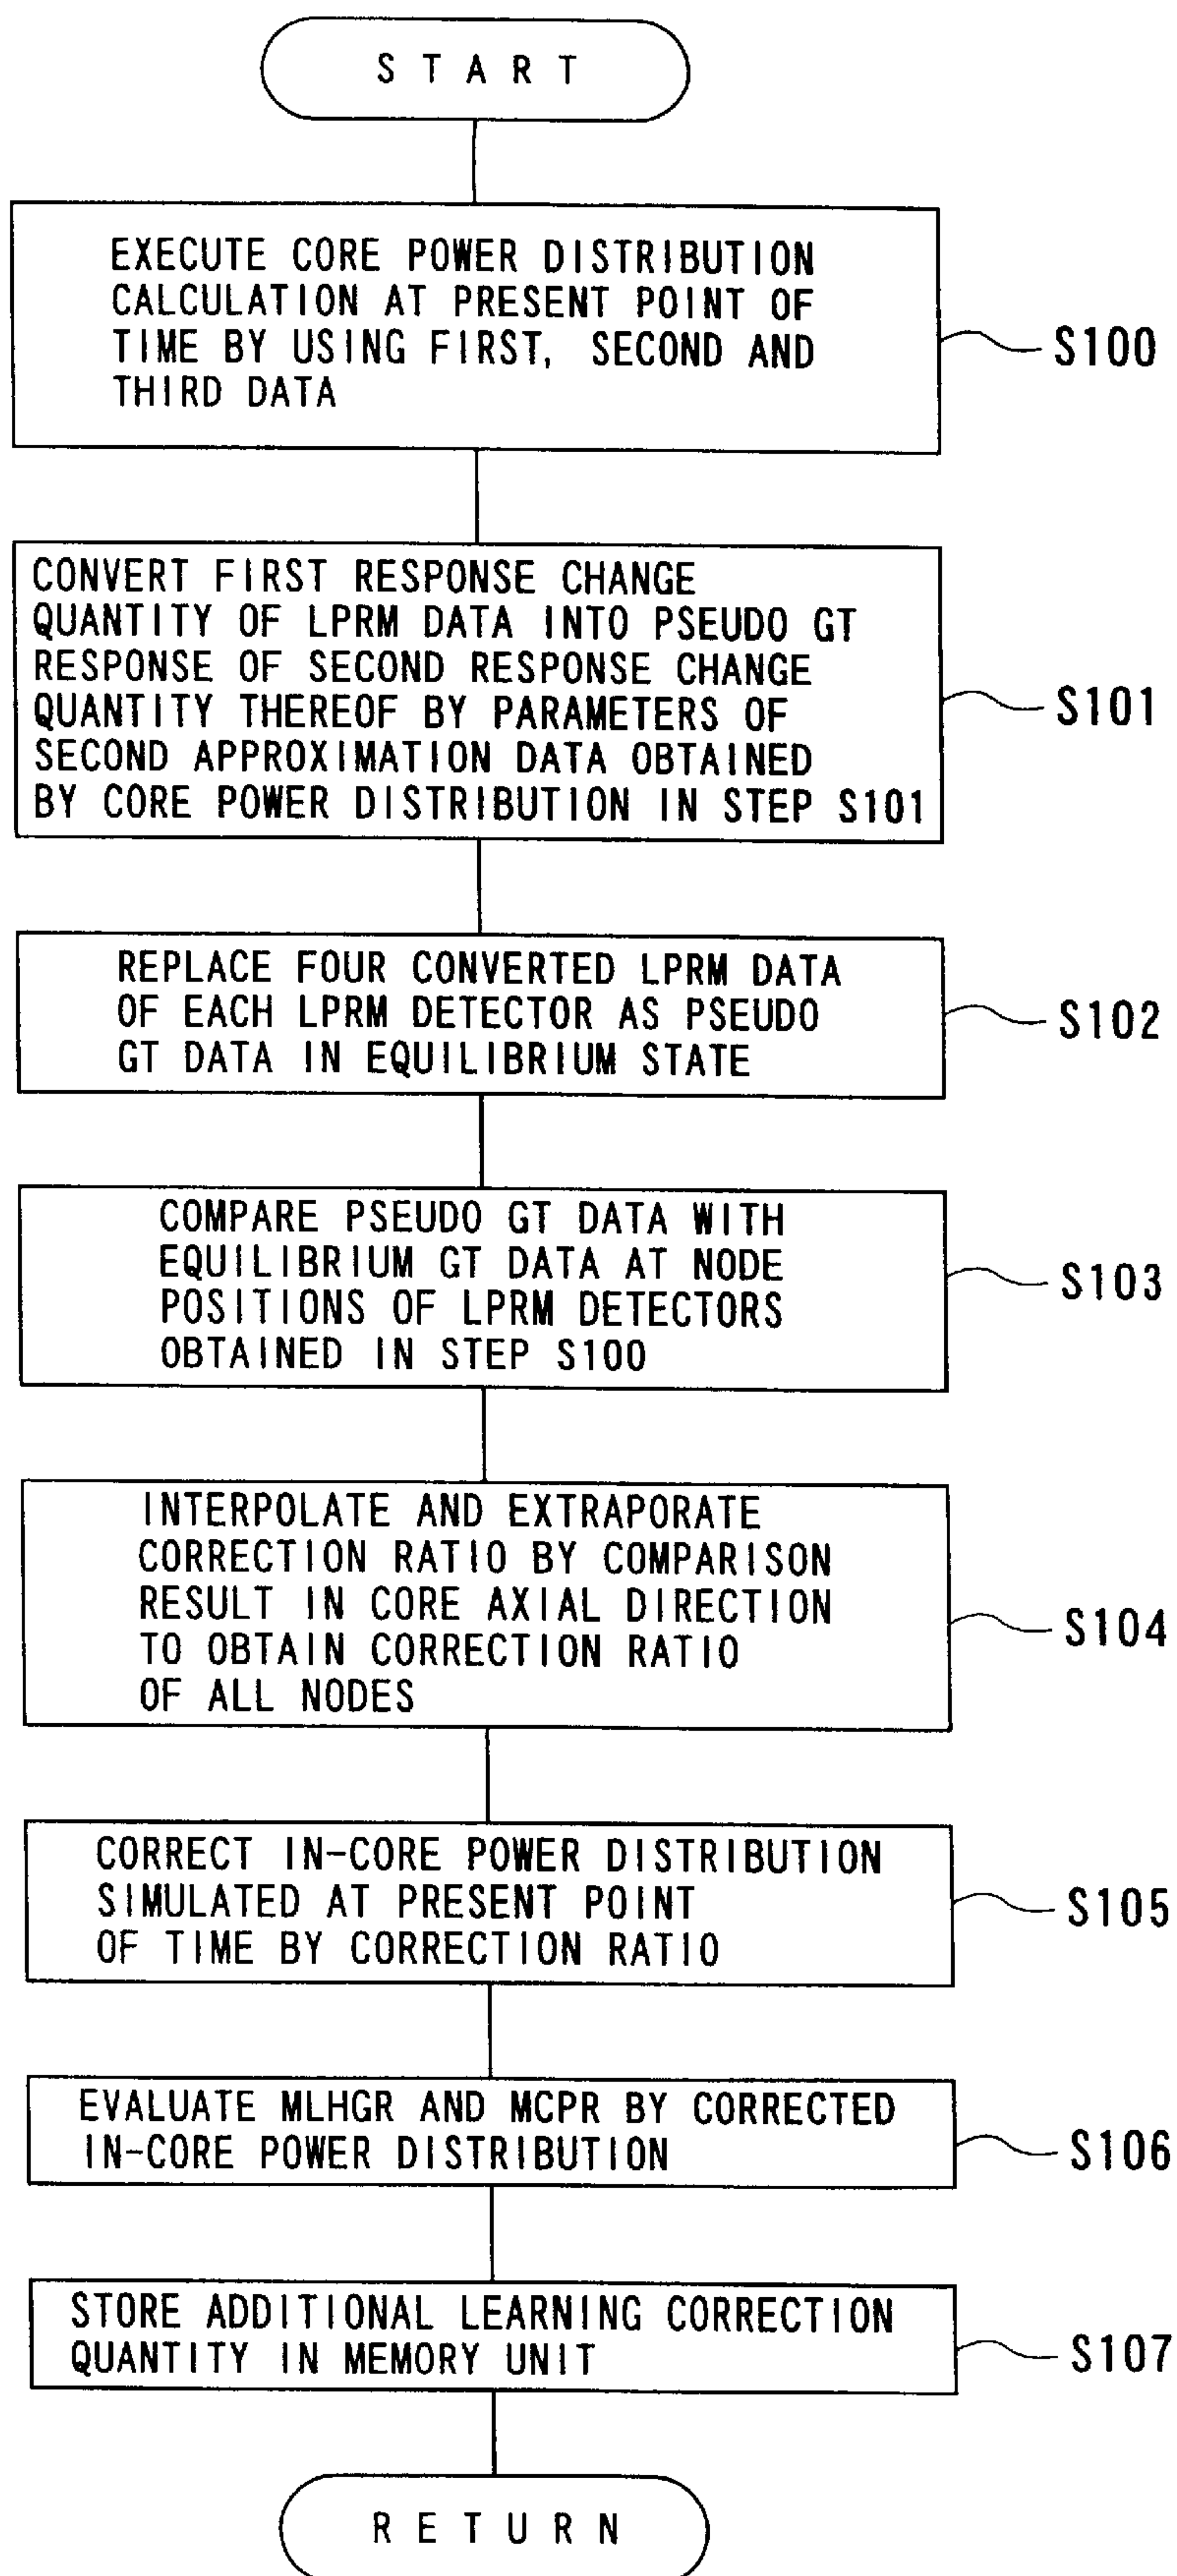 START
EXECUTE CORE POWER DISTRIBUTION
CALCULATION AT PRESENT POINT OF
TIME BY USING FIRST, SECOND AND
THIRD DATA
S100
CONVERT FIRST RESPONSE CHANGE
QUANTITY OF LPRM DATA INTO PSEUDO GT
RESPONSE OF SECOND RESPONSE CHANGE
QUANTITY THEREOF BY PARAMETERS OF
SECOND APPROXIMATION DATA OBTAINED
BY CORE POWER DISTRIBUTION IN STEP S101
S101
REPLACE FOUR CONVERTED LPRM DATA
OF EACH LPRM DETECTOR AS PSEUDO
GT DATA IN EQUILIBRIUM STATE
S102
COMPARE PSEUDO GT DATA WITH
EQUILIBRIUM GT DATA AT NODE
POSITIONS OF LPRM DETECTORS
OBTAINED IN STEP S100
S103
INTERPOLATE AND EXTRAPORATE
CORRECTION RATIO BY COMPARISON
RESULT IN CORE AXIAL DIRECTION
TO OBTAIN CORRECTION RATIO
OF ALL NODES
S104
CORRECT IN-CORE POWER DISTRIBUTION
SIMULATED AT PRESENT POINT
OF TIME BY CORRECTION RATIO
S105
EVALUATE MLHGR AND MCPR BY CORRECTED
IN-CORE POWER DISTRIBUTION
S106
STORE ADDITIONAL LEARNING CORRECTION
QUANTITY IN MEMORY UNIT
S107
RETURN